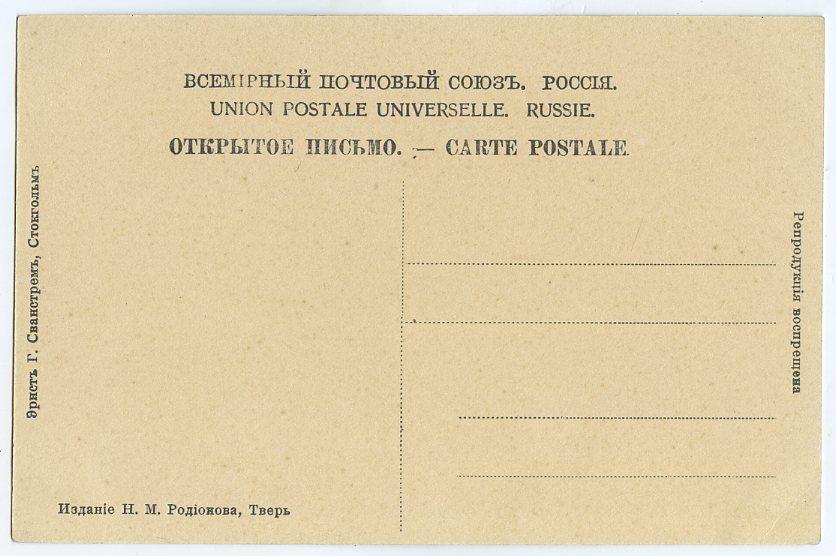 ВСЕМІРНЫЙ ПОЧТОВЫЙ СОЮЗЪ. РОССІЯ.
UNION POSTALE UNIVERSELLE. RUSSIE.
ОТКРЫТОЕ ПИСЬМО. — CARTE POSTALE.
Эрнстъ Г. Сванстремъ, Стокгольмъ
Репродукція воспрещена
Изданіе Н. М. Родіонова, Тверь